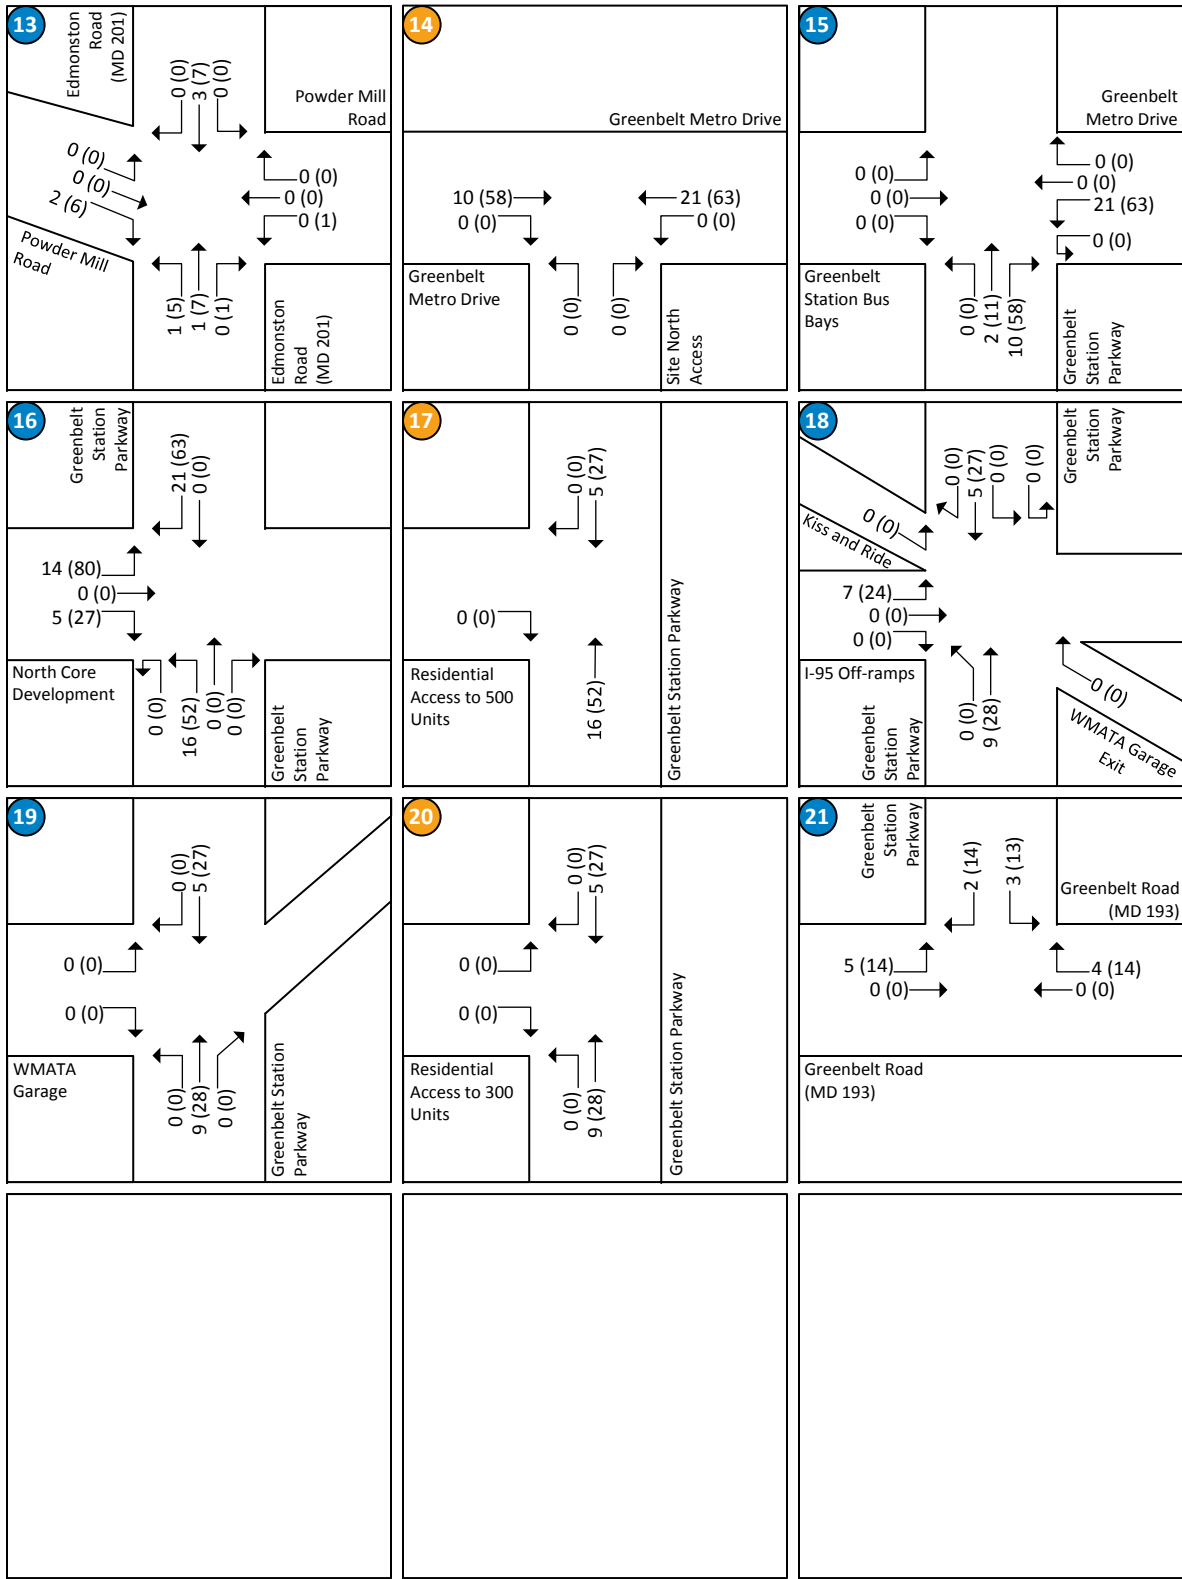 13
Edmonston
Road
(MD 201)
0 (0)
3 (7)
0 (0)
Powder Mill
Road
0 (0)
0 (0)
2 (6)
0 (0)
0 (0)
0 (1)
Powder Mill
Road
1 (5)
1 (7)
0 (1)
Edmonston
Road
(MD 201)
14
Greenbelt Metro Drive
10 (58)
0 (0)
21 (63)
0 (0)
Greenbelt
Metro Drive
0 (0)
0 (0)
Site North
Access
15
Greenbelt
Metro Drive
0 (0)
0 (0)
0 (0)
0 (0)
0 (0)
21 (63)
0 (0)
Greenbelt
Station Bus
Bays
0 (0)
2 (11)
10 (58)
Greenbelt
Station
Parkway
16
Greenbelt
Station
Parkway
21 (63)
0 (0)
14 (80)
0 (0)
5 (27)
North Core
Development
0 (0)
16 (52)
0 (0)
0 (0)
Greenbelt
Station
Parkway
17
0 (0)
5 (27)
0 (0)
Residential
Access to 500
Units
16 (52)
Greenbelt Station Parkway
18
0 (0)
5 (27)
0 (0)
0 (0)
Greenbelt
Station
Parkway
0 (0)
Kiss and Ride
7 (24)
0 (0)
0 (0)
I-95 Off-ramps
Greenbelt
Station
Parkway
0 (0)
9 (28)
0 (0)
WMATA Garage
Exit
19
0 (0)
5 (27)
0 (0)
0 (0)
WMATA
Garage
0 (0)
9 (28)
0 (0)
Greenbelt Station
Parkway
20
0 (0)
5 (27)
0 (0)
0 (0)
Residential
Access to 300
Units
0 (0)
9 (28)
Greenbelt Station Parkway
21
Greenbelt
Station
Parkway
2 (14)
3 (13)
Greenbelt Road
(MD 193)
5 (14)
0 (0)
4 (14)
0 (0)
Greenbelt Road
(MD 193)